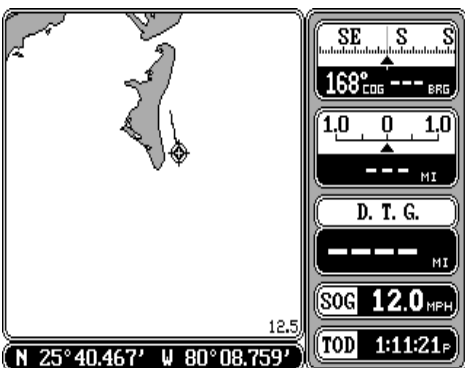 SE S S
168° COG --- BRG
1.0 0 1.0
--- MI
D. T. G.
---- MI
12.5
SOG 12.0 MPH
TOD 1:11:21P
N 25°40.467' W 80°08.759'